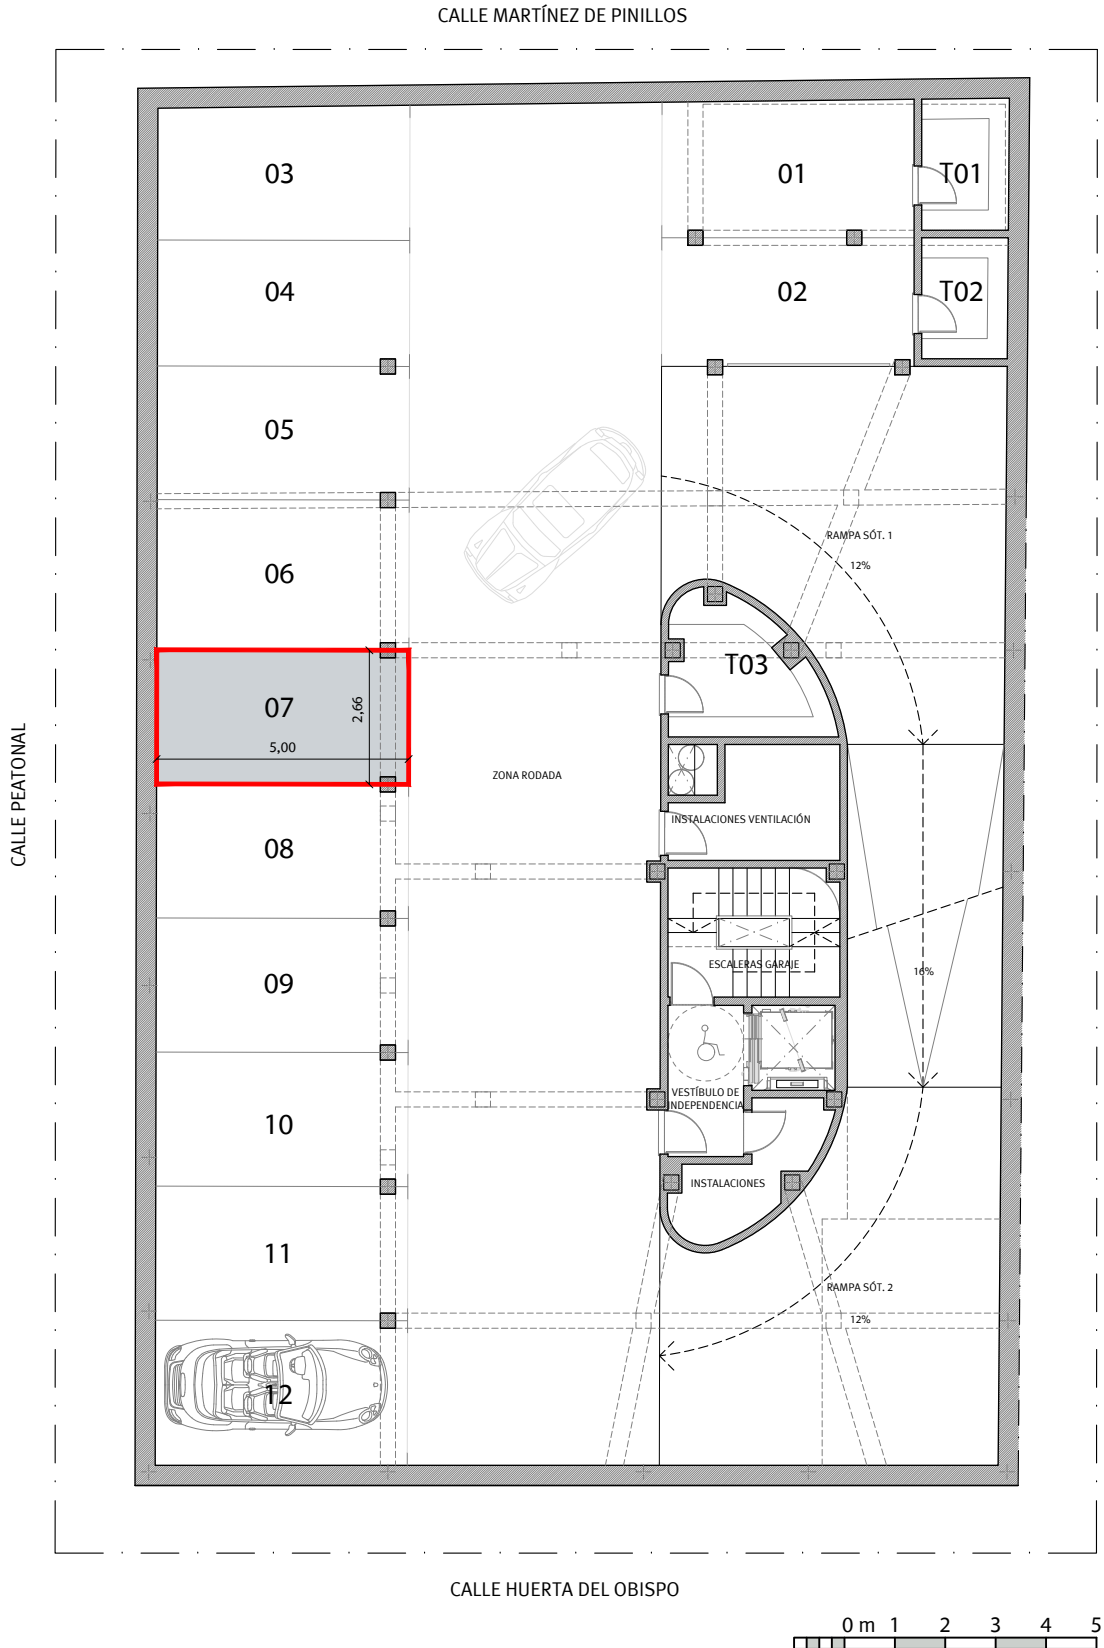 CALLE MARTÍNEZ DE PINILLOS
03
01
T01
04
02
T02
05
RAMPA SÓT. 1
12%
06
T03
07
2,66
5,00
CALLE PEATONAL
ZONA RODADA
INSTALACIONES VENTILACIÓN
08
ESCALERAS GARAJE
16%
09
VESTÍBULO DE
INDEPENDENCIA
10
INSTALACIONES
11
RAMPA SÓT. 2
12%
12
CALLE HUERTA DEL OBISPO
0 m 1 2 3 4 5